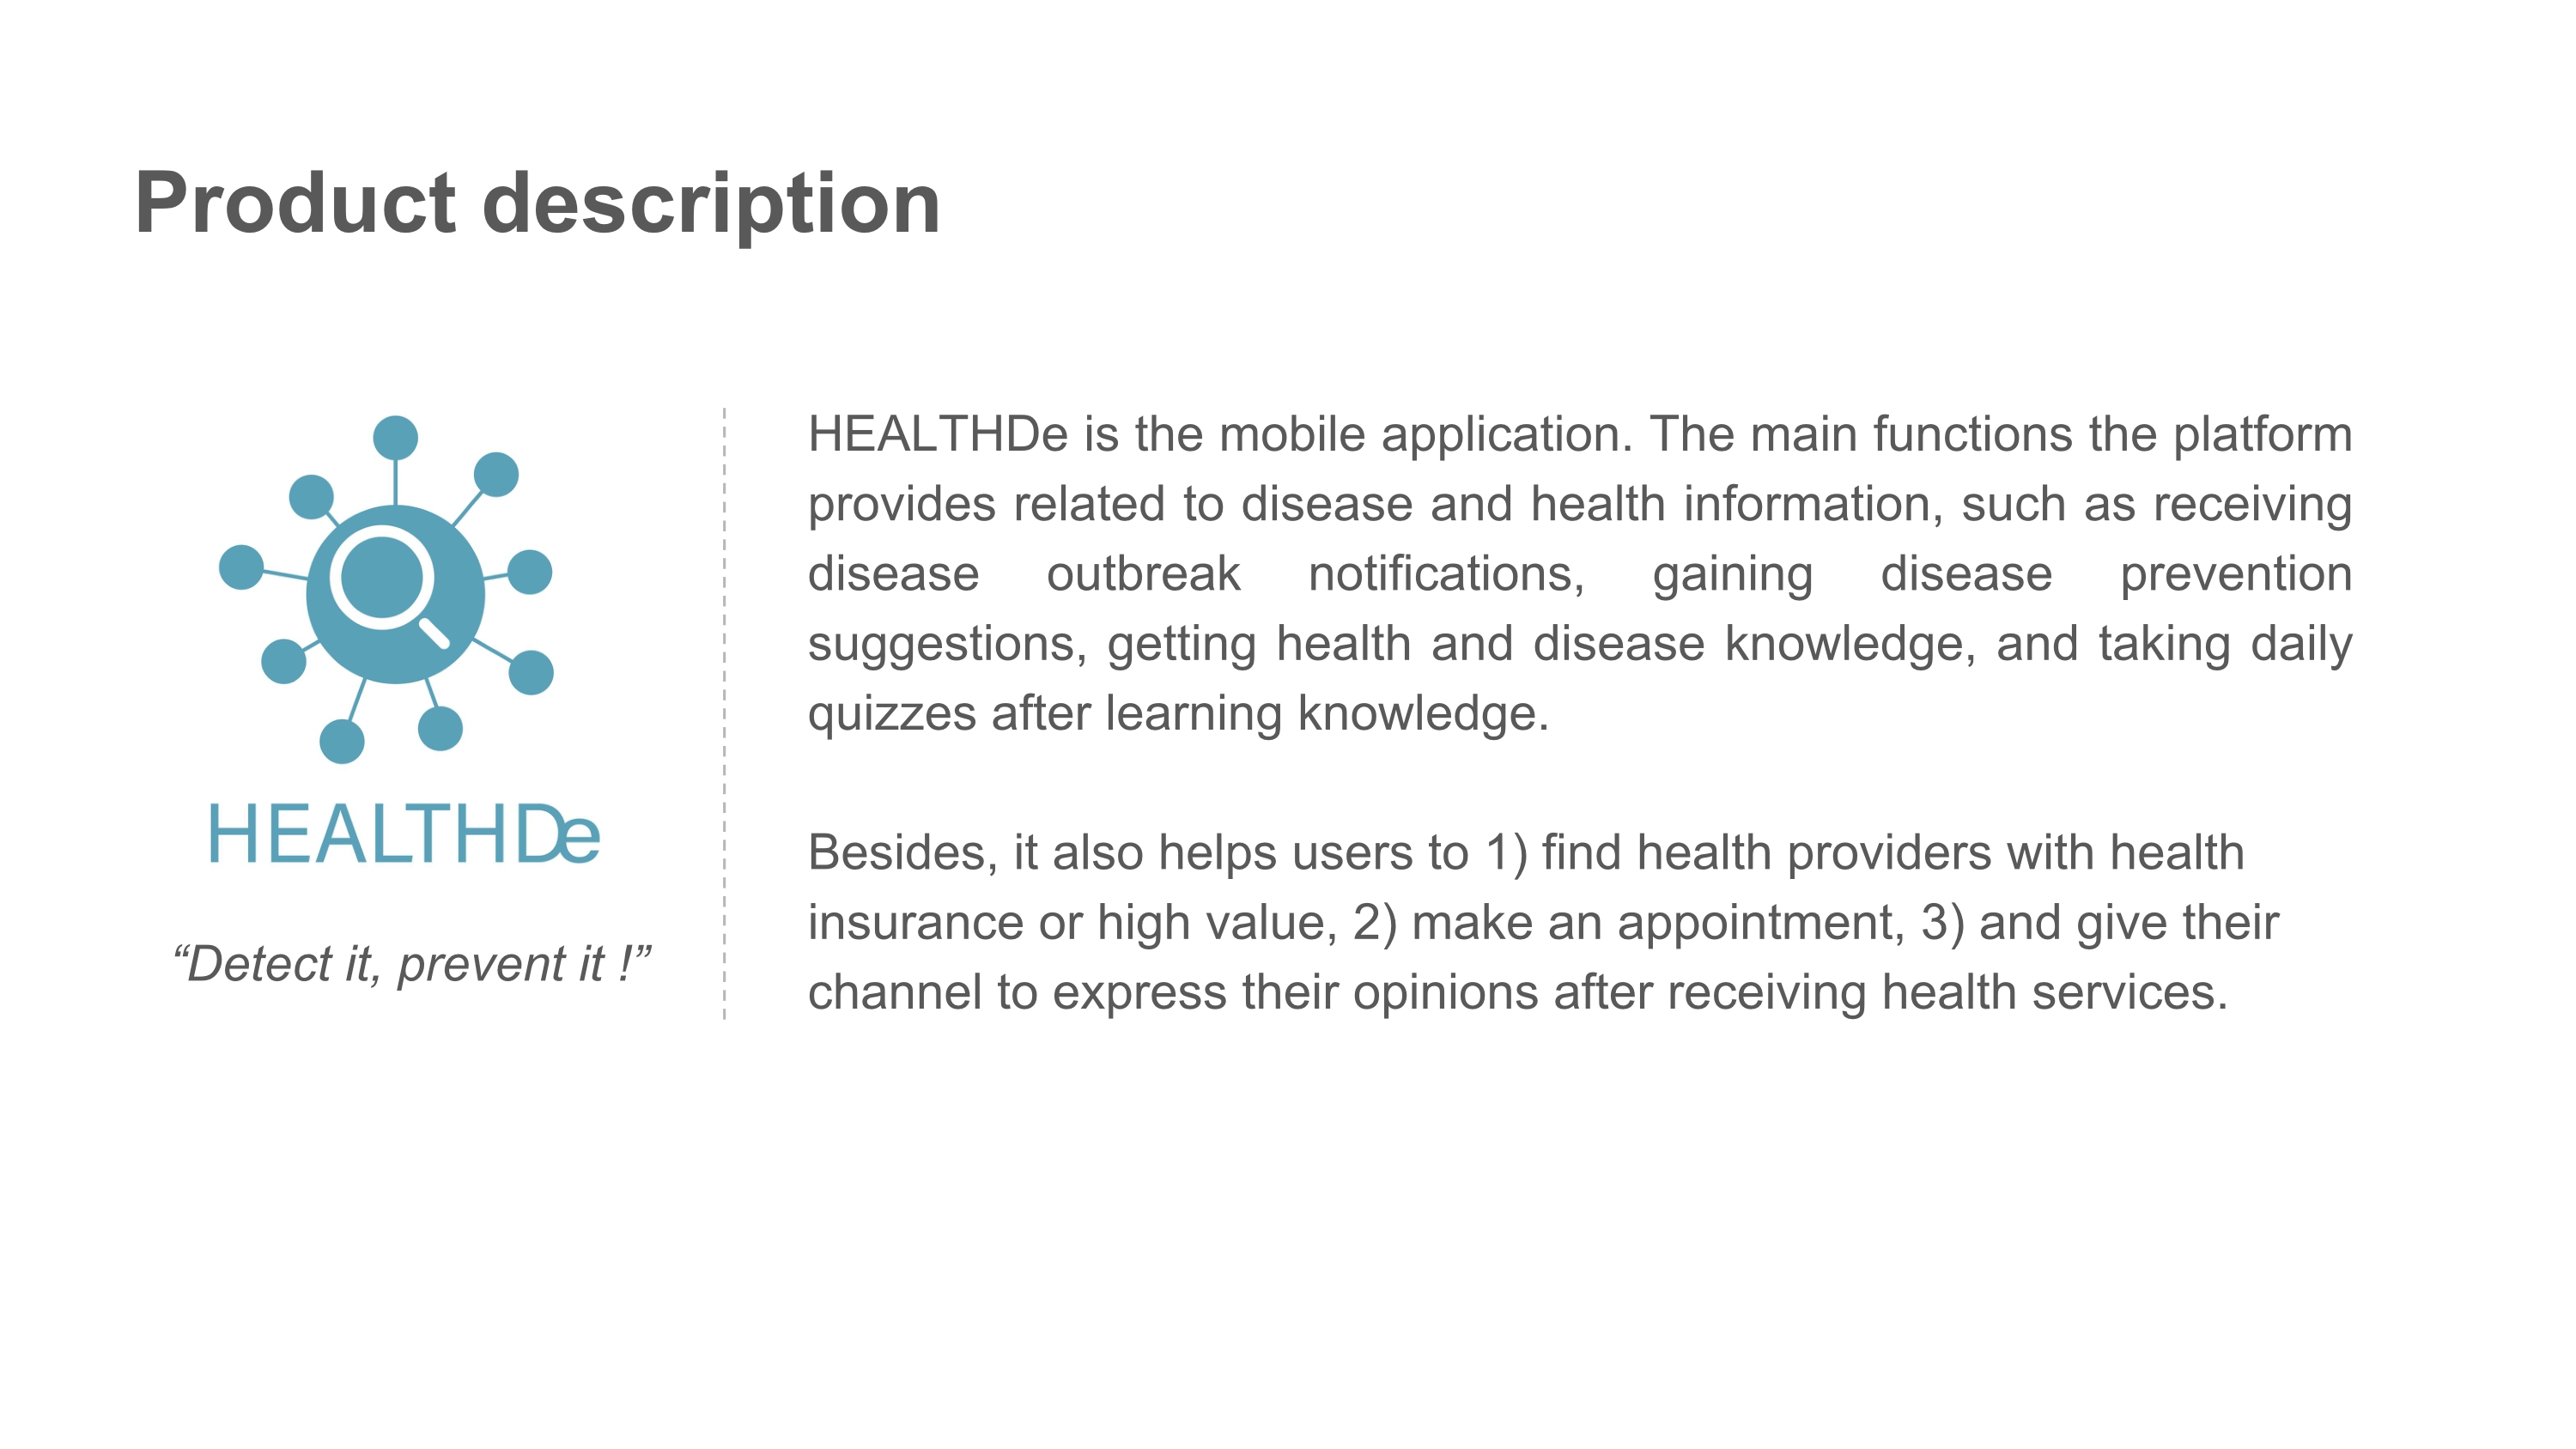 Product description
HEALTHDe
“Detect it, prevent it !”
HEALTHDe is the mobile application. The main functions the platform
provides related to disease and health information, such as receiving
disease outbreak notifications, gaining disease prevention
suggestions, getting health and disease knowledge, and taking daily
quizzes after learning knowledge.
Besides, it also helps users to 1) find health providers with health
insurance or high value, 2) make an appointment, 3) and give their
channel to express their opinions after receiving health services.